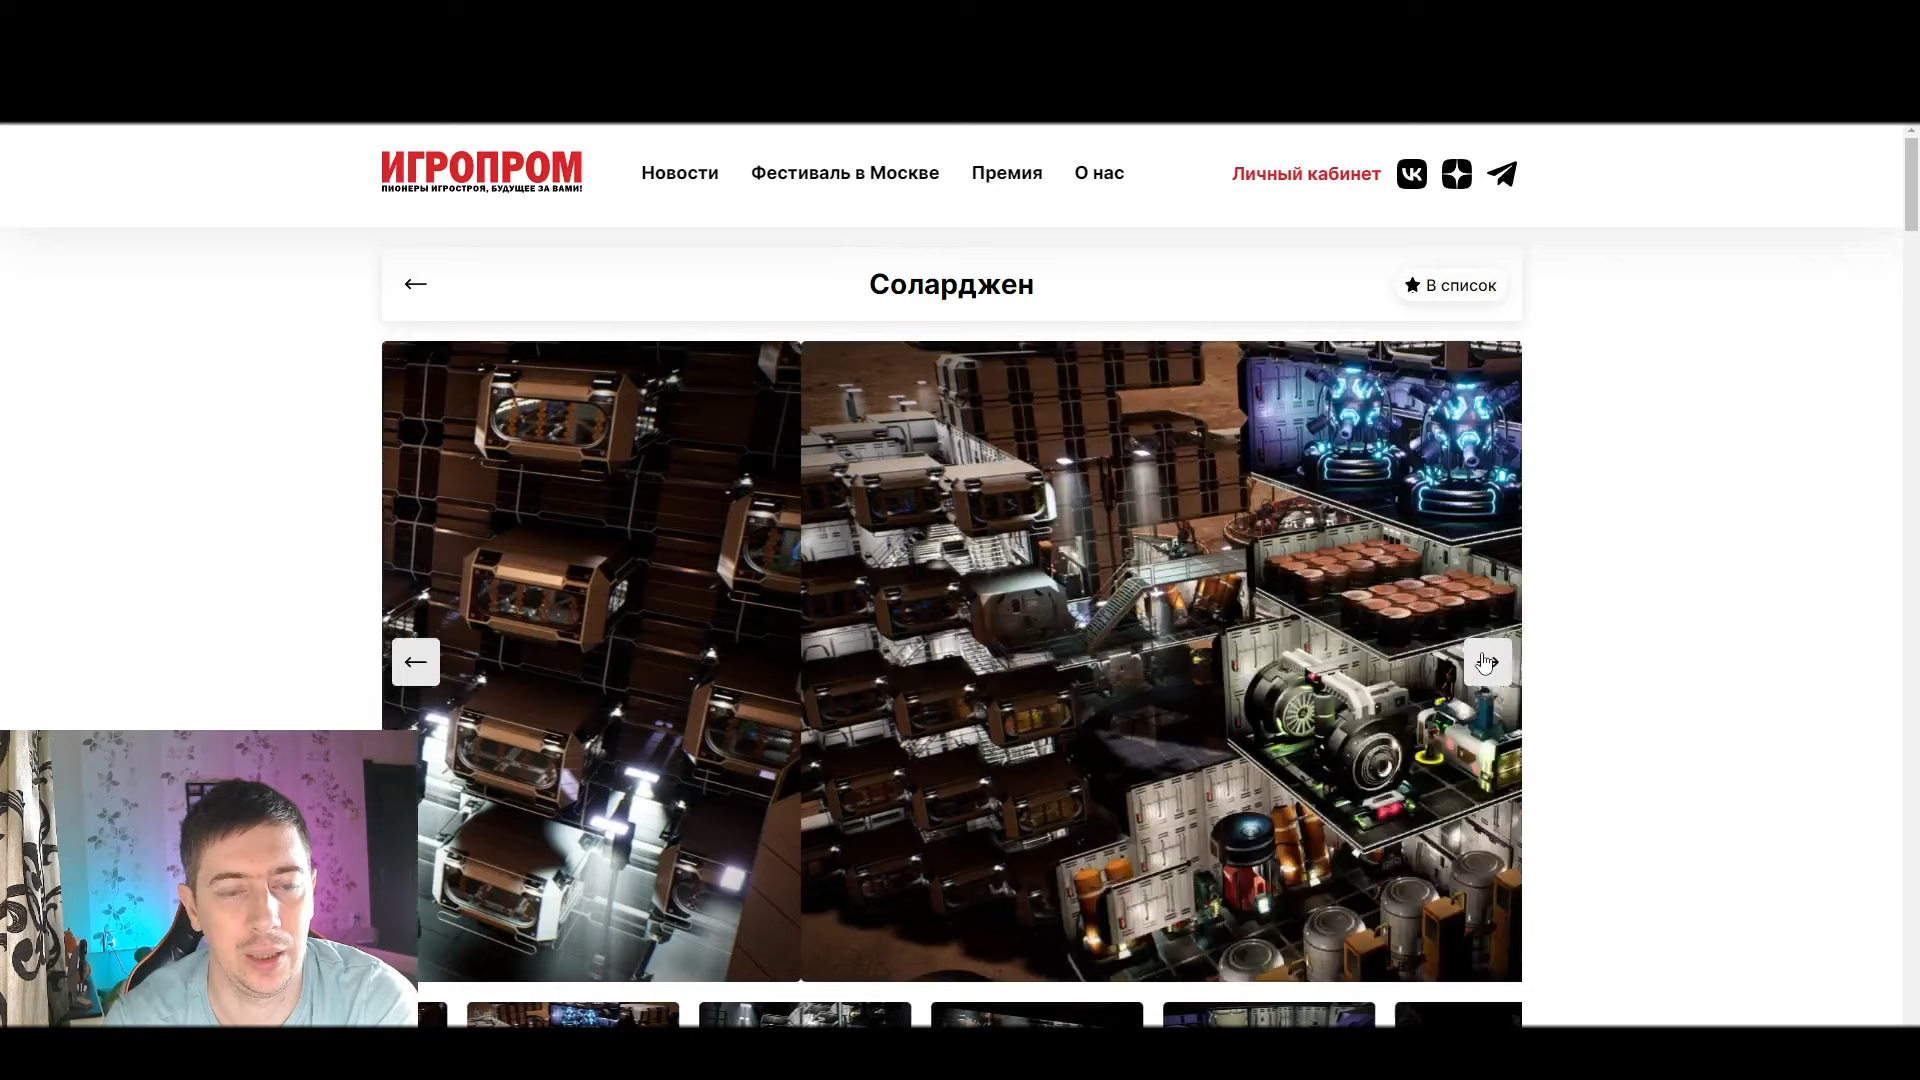 ИГРОПРОМ
ПИОНЕРЫ ИГРОСТРОЯ, БУДУЩЕЕ ЗА ВАМИ!
Новости
Фестиваль в Москве
Премия
О нас
Личный кабинет
Соларджен
В список